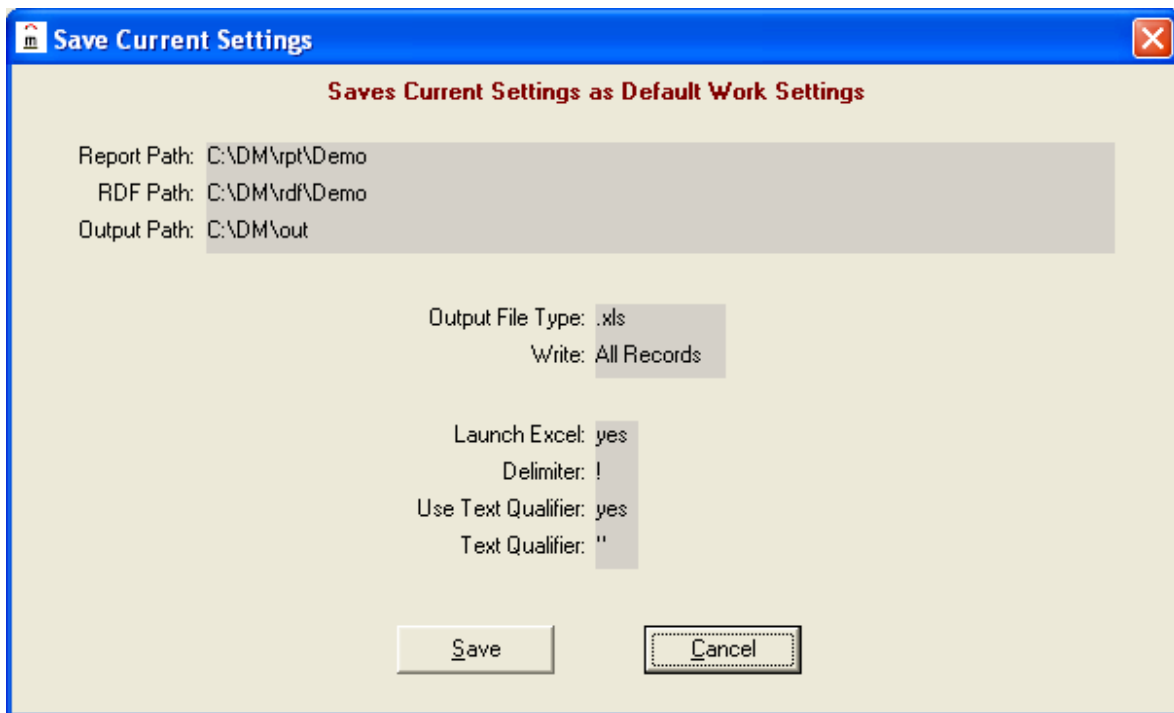 m Save Current Settings
Saves Current Settings as Default Work Settings
Report Path: C:\DM\rpt\Demo
RDF Path: C:\DM\rdf\Demo
Output Path: C:\DM\out
Output File Type: .xls
Write: All Records
Launch Excel: yes
Delimiter: !
Use Text Qualifier: yes
Text Qualifier: "
Save Cancel